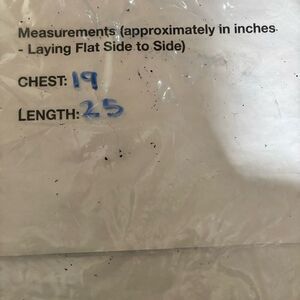 Measurements (approximately in inches
- Laying Flat Side to Side)
CHEST: 19
LENGTH: 25